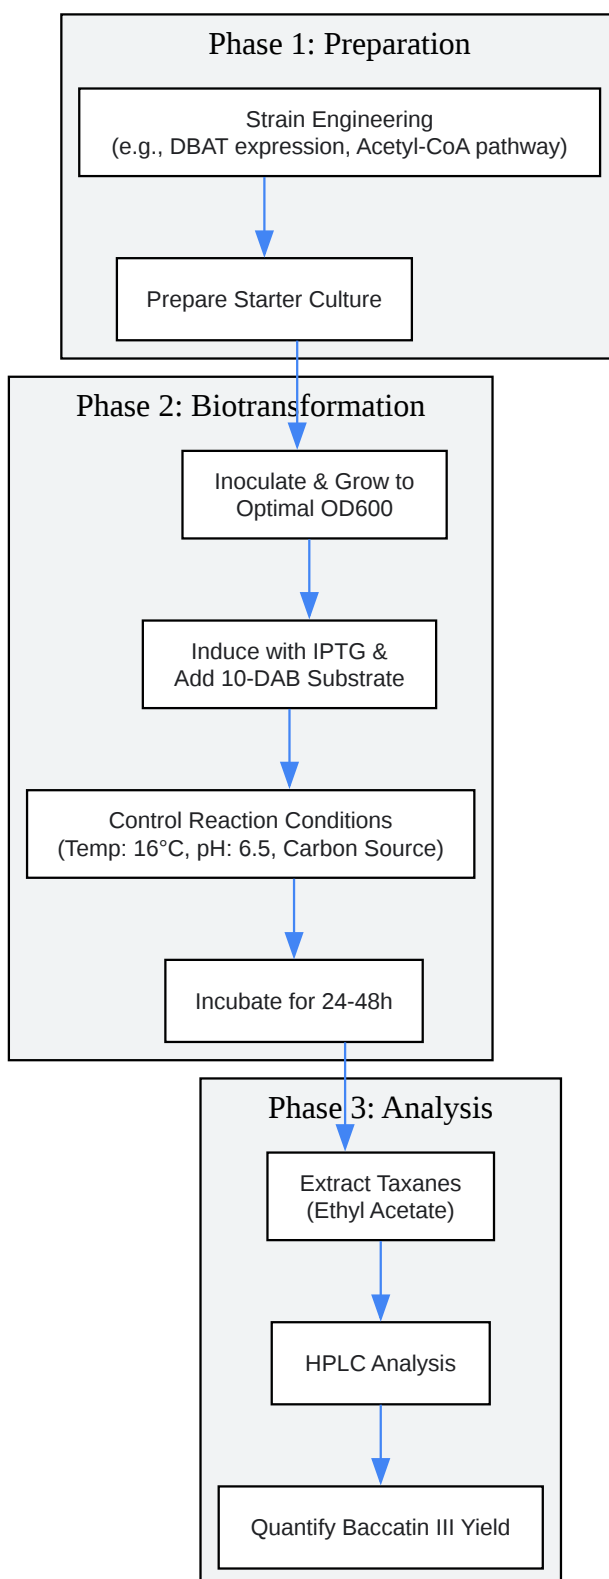 Phase 1: Preparation
Strain Engineering
(e.g., DBAT expression, Acetyl-CoA pathway)
Prepare Starter Culture
Phase 2: Biotransformation
Inoculate & Grow to
Optimal OD600
Induce with IPTG &
Add 10-DAB Substrate
Control Reaction Conditions
(Temp: 16°C, pH: 6.5, Carbon Source)
Incubate for 24-48h
Phase 3: Analysis
Extract Taxanes
(Ethyl Acetate)
HPLC Analysis
Quantify Baccatin III Yield